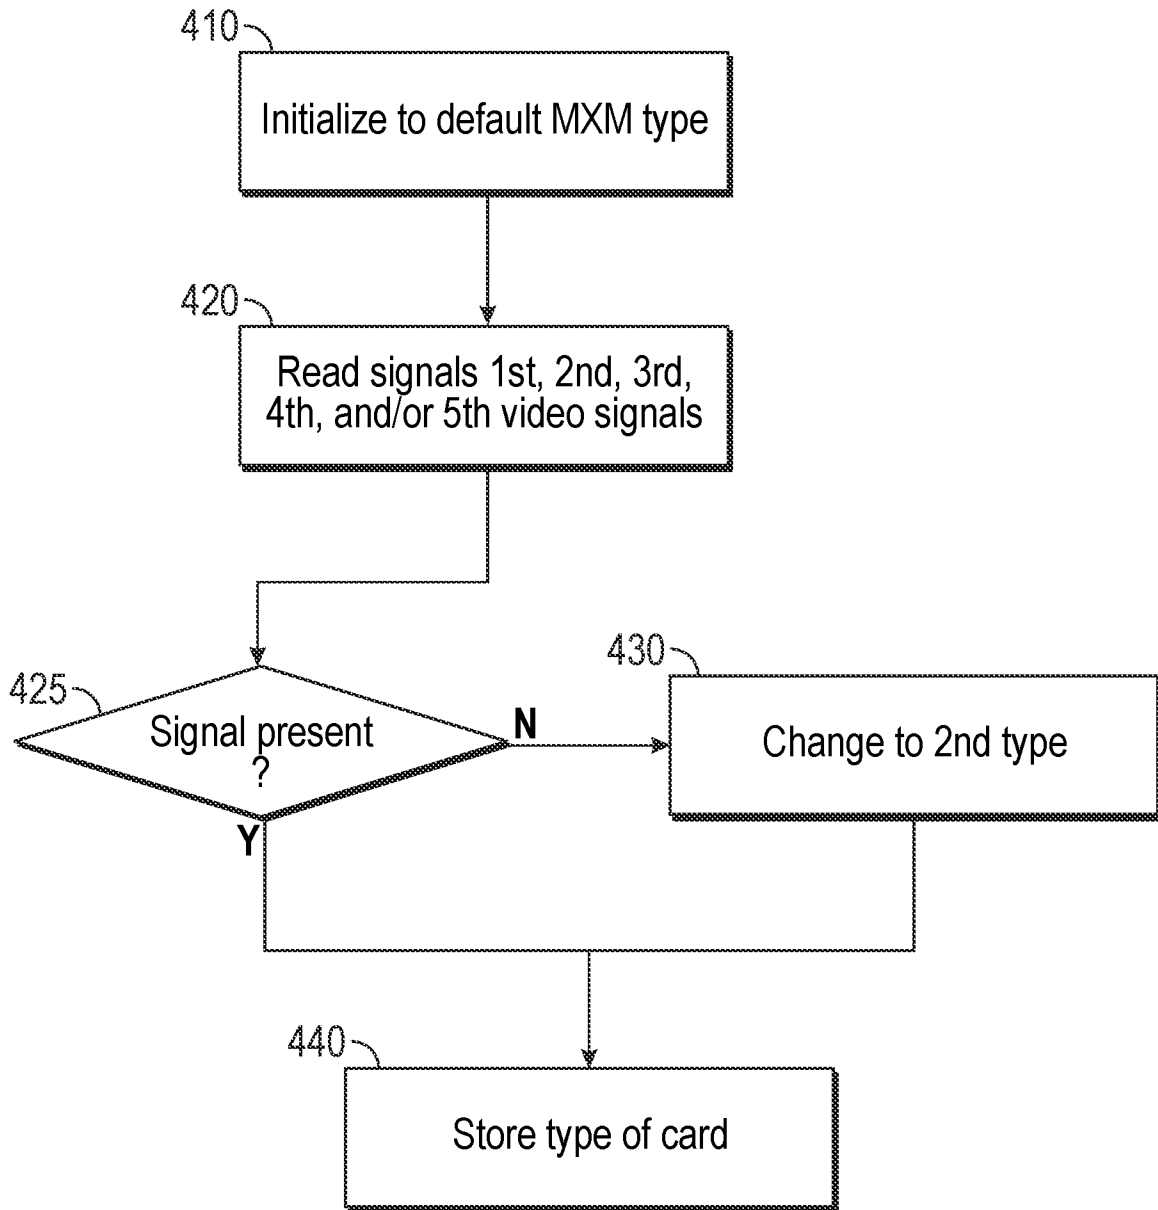 410
Initialize to default MXM type
420
Read signals 1st, 2nd, 3rd,
4th, and/or 5th video signals
425
Signal present
?
N
Y
430
Change to 2nd type
440
Store type of card